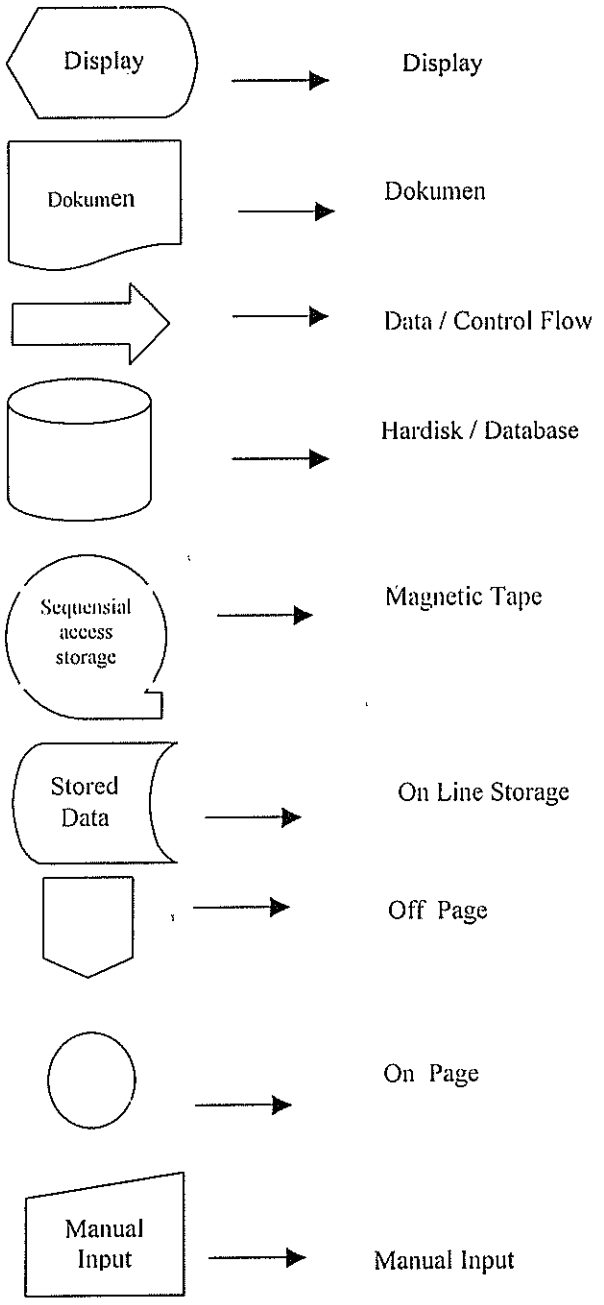 Display
Display
Dokumen
Dokumen
Data / Control Flow
Hardisk / Database
Sequensial
access
storage
Magnetic Tape
Stored
Data
On Line Storage
Off Page
On Page
Manual
Input
Manual Input